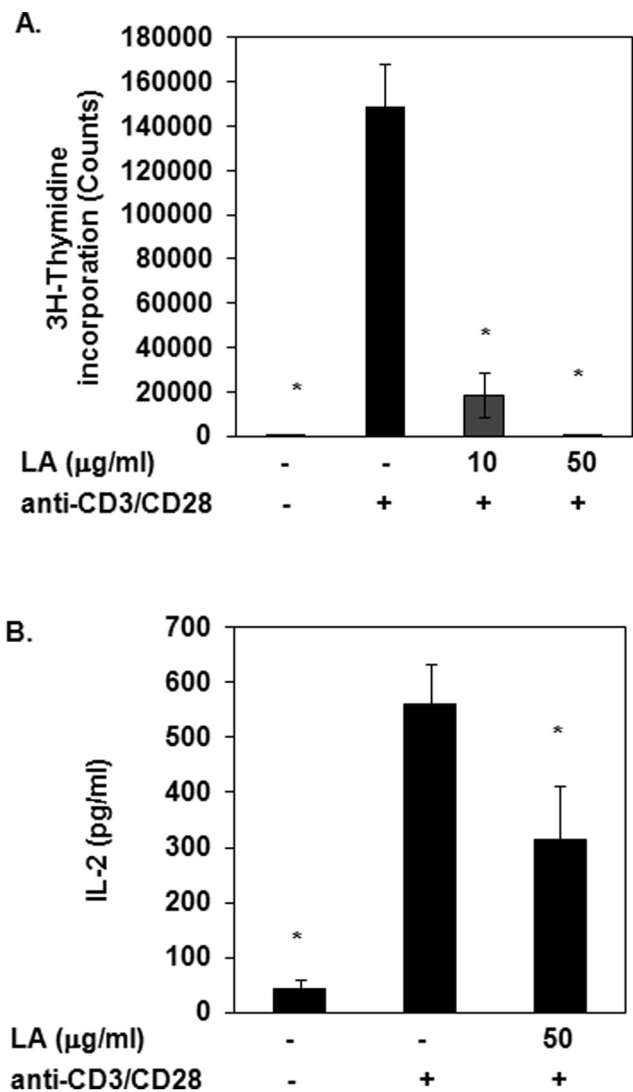 A.
3H-Thymidine
incorporation (Counts)
180000
160000
140000
120000
100000
80000
60000
40000
20000
0
*
*
*
LA (μg/ml) - - 10 50
anti-CD3/CD28 - + + +
B.
IL-2 (pg/ml)
700
600
500
400
300
200
100
0
*
*
LA (μg/ml) - - 50
anti-CD3/CD28 - + +